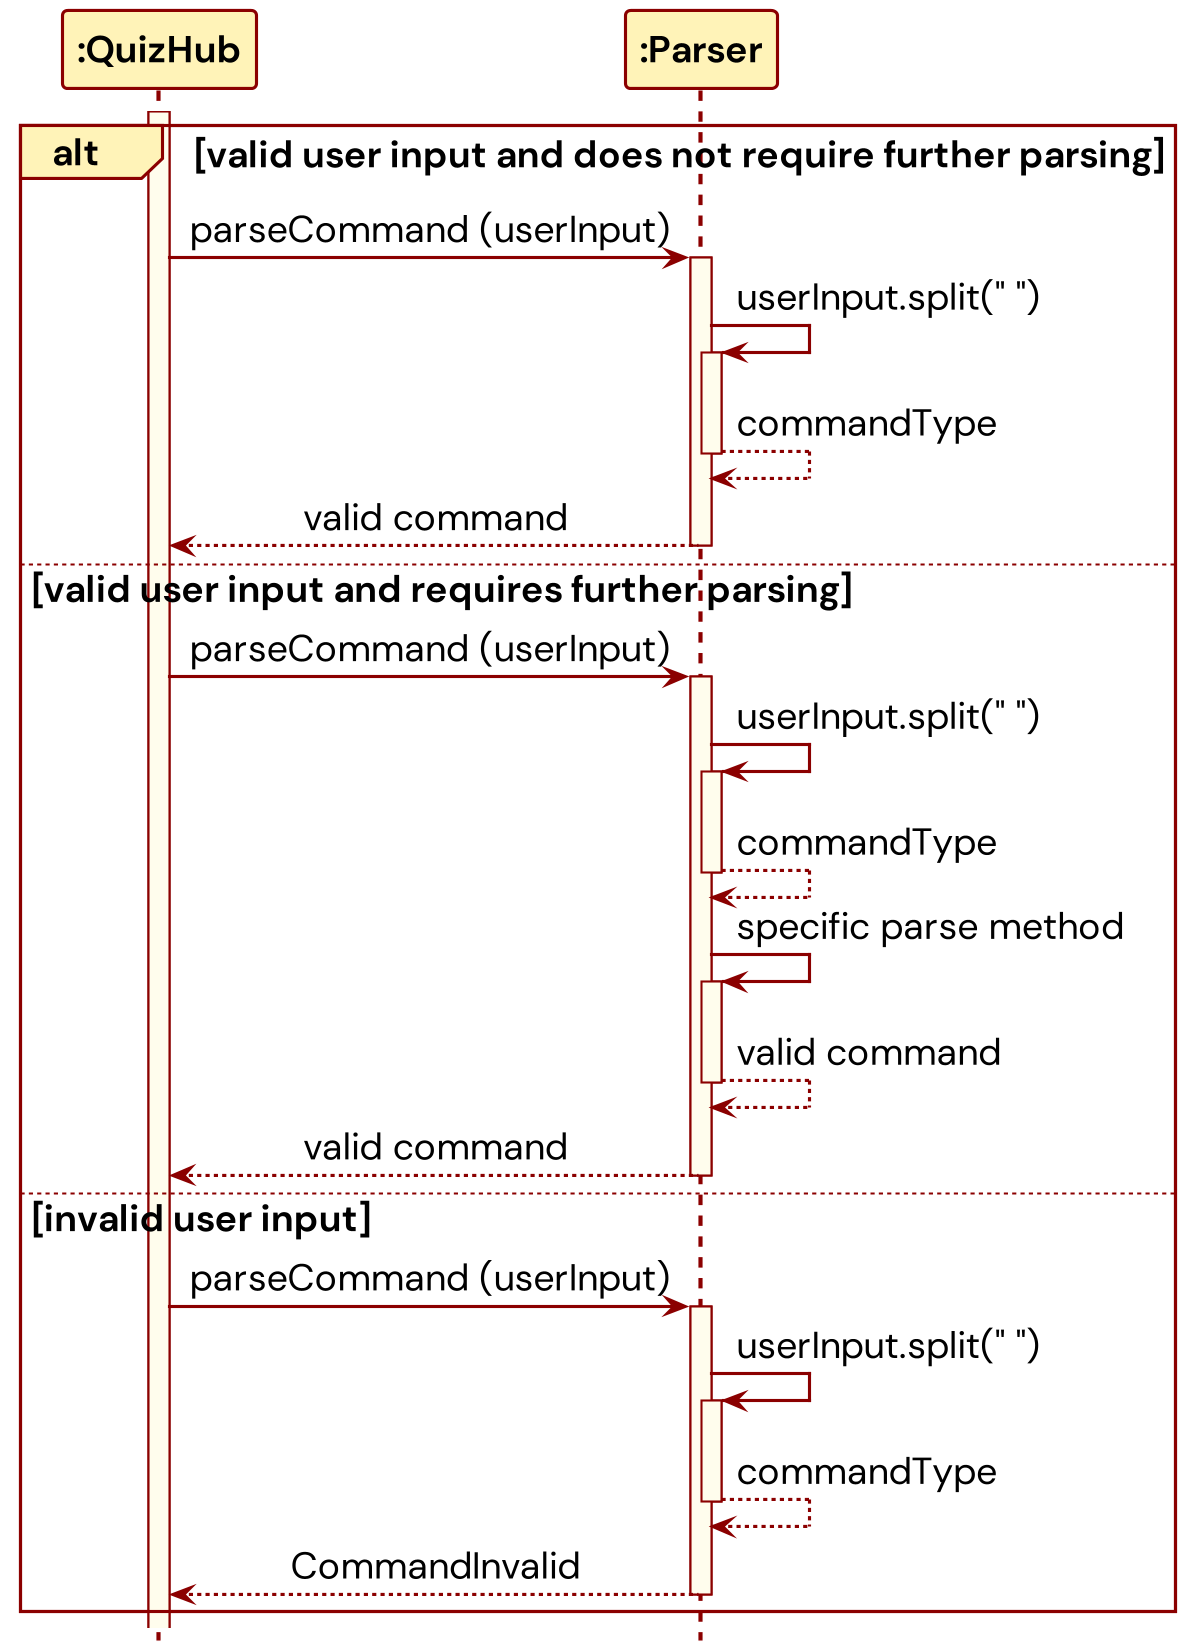 :QuizHub
:Parser
alt
[valid user input and does not require further parsing]
parseCommand (userInput)
userInput.split(" ")
commandType
valid command
[valid user input and requires further parsing]
parseCommand (userInput)
userInput.split(" ")
commandType
specific parse method
valid command
valid command
[invalid user input]
parseCommand (userInput)
userInput.split(" ")
commandType
CommandInvalid